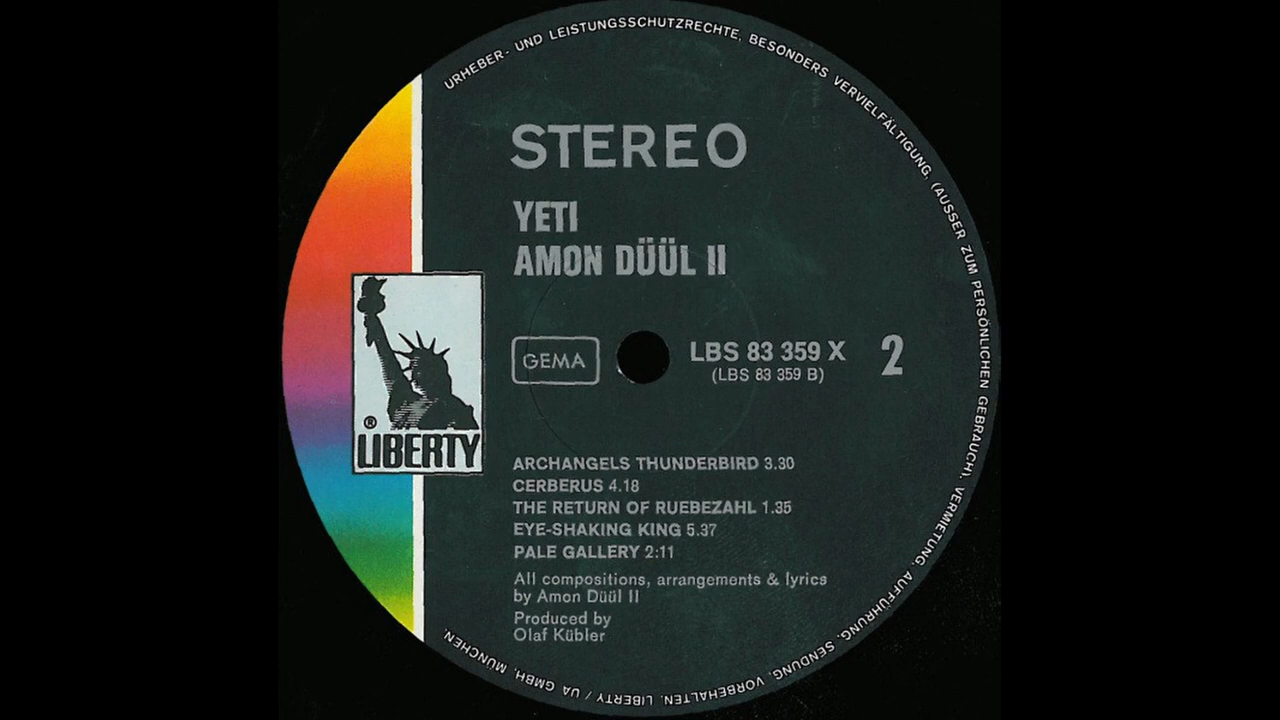 URHEBER- UND LEISTUNGSSCHUTZRECHTE, BESONDERS VERVIELFÄLTIGUNG, (AUSSER ZUM PERSÖNLICHEN GEBRAUCH), VERMIETUNG, AUFFÜHRUNG, SENDUNG, VORBEHALTEN. LIBERTY / UA GMBH, MÜNCHEN.
STEREO
YETI
AMON DÜÜL II
GEMA
LBS 83 359 X
(LBS 83 359 B)
2
® LIBERTY
ARCHANGELS THUNDERBIRD 3.30
CERBERUS 4.18
THE RETURN OF RUEBEZAHL 1.35
EYE-SHAKING KING 5.37
PALE GALLERY 2:11
All compositions, arrangements & lyrics
by Amon Düül II
Produced by
Olaf Kübler